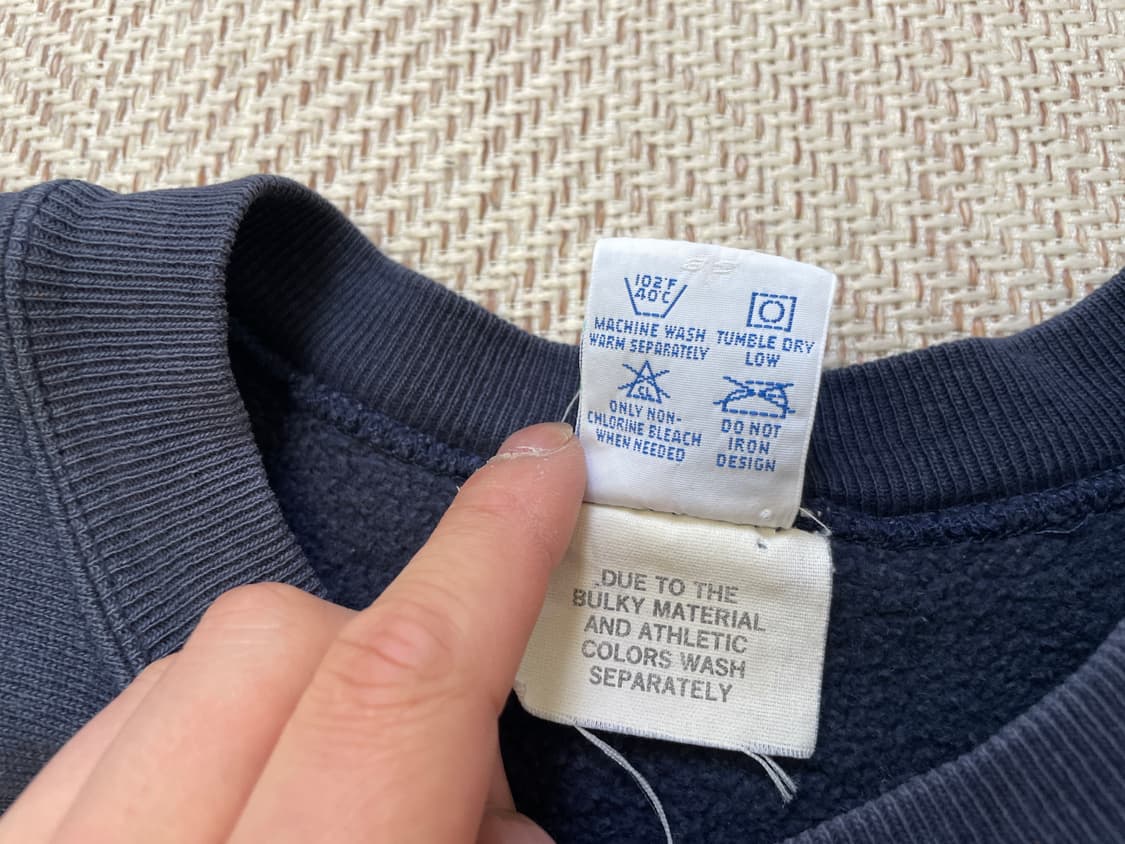 102°F
40°C
MACHINE WASH
WARM SEPARATELY
TUMBLE DRY
LOW
CL
ONLY NON-
CHLORINE BLEACH
WHEN NEEDED
DO NOT
IRON
DESIGN
.DUE TO THE
BULKY MATERIAL
AND ATHLETIC
COLORS WASH
SEPARATELY